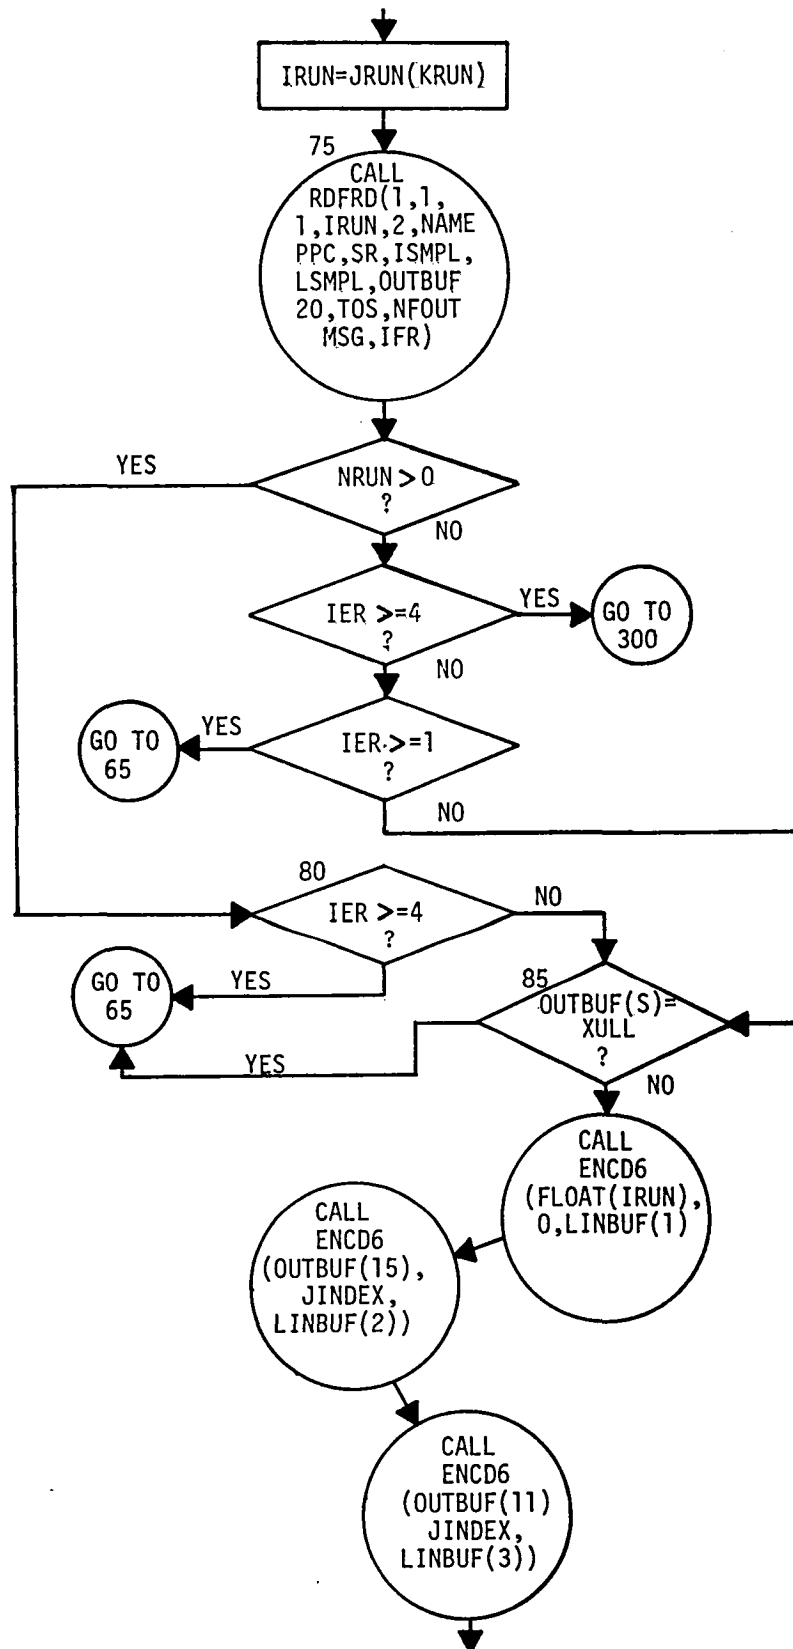 IRUN=JRUN(KRUN)
75
CALL
RDFRD(1,1,
1,IRUN,2,NAME
PPC,SR,ISMPL,
LSMPL,OUTBUF
20,TOS,NFOUT
MSG,IFR)
NRUN>0
?
YES
NO
IER >=4
?
YES
GO TO
300
NO
IER >=1
?
YES
GO TO
65
NO
80
IER >=4
?
NO
YES
GO TO
65
85
OUTBUF(S)=
XULL
?
YES
NO
CALL
ENCD6
(FLOAT(IRUN),
0,LINBUF(1)
CALL
ENCD6
(OUTBUF(15),
JINDEX,
LINBUF(2))
CALL
ENCD6
(OUTBUF(11)
JINDEX,
LINBUF(3))